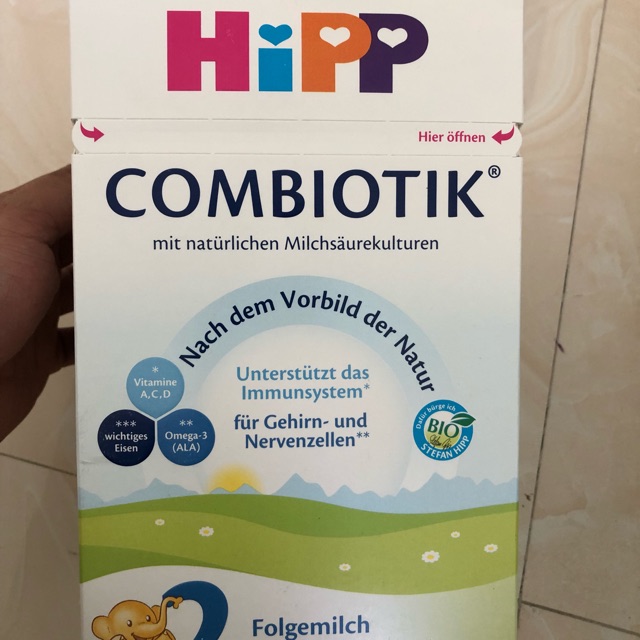 HiPP
Hier öffnen
COMBIOTIK®
mit natürlichen Milchsäurekulturen
Nach dem Vorbild der Natur
*
Vitamine
A,C,D
***
wichtiges
Eisen
**
Omega-3
(ALA)
Unterstützt das
Immunsystem*
für Gehirn- und
Nervenzellen**
Dafür bürge ich
BIO
STEFAN HIPP
2
Folgemilch